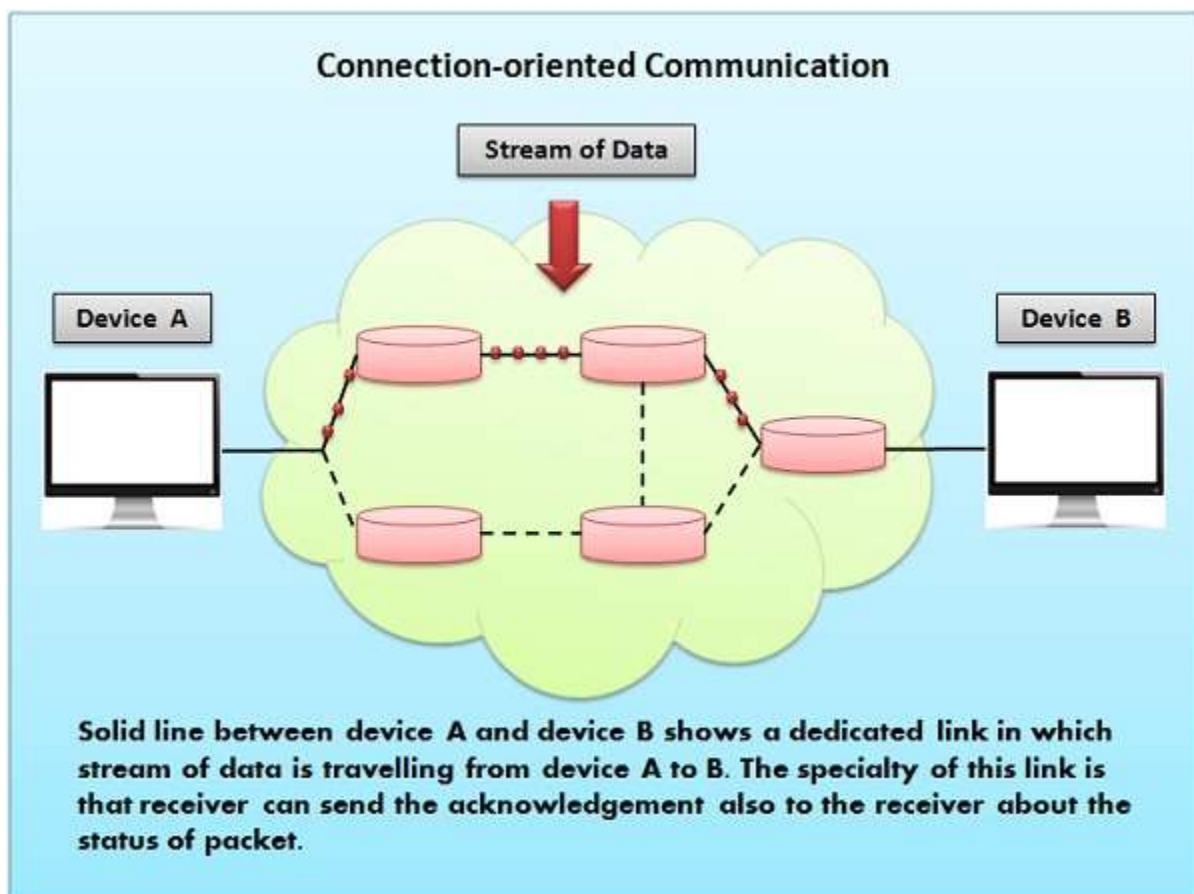 Connection-oriented Communication
Stream of Data
Device A
Device B
Solid line between device A and device B shows a dedicated link in which
stream of data is travelling from device A to B. The specialty of this link is
that receiver can send the acknowledgement also to the receiver about the
status of packet.